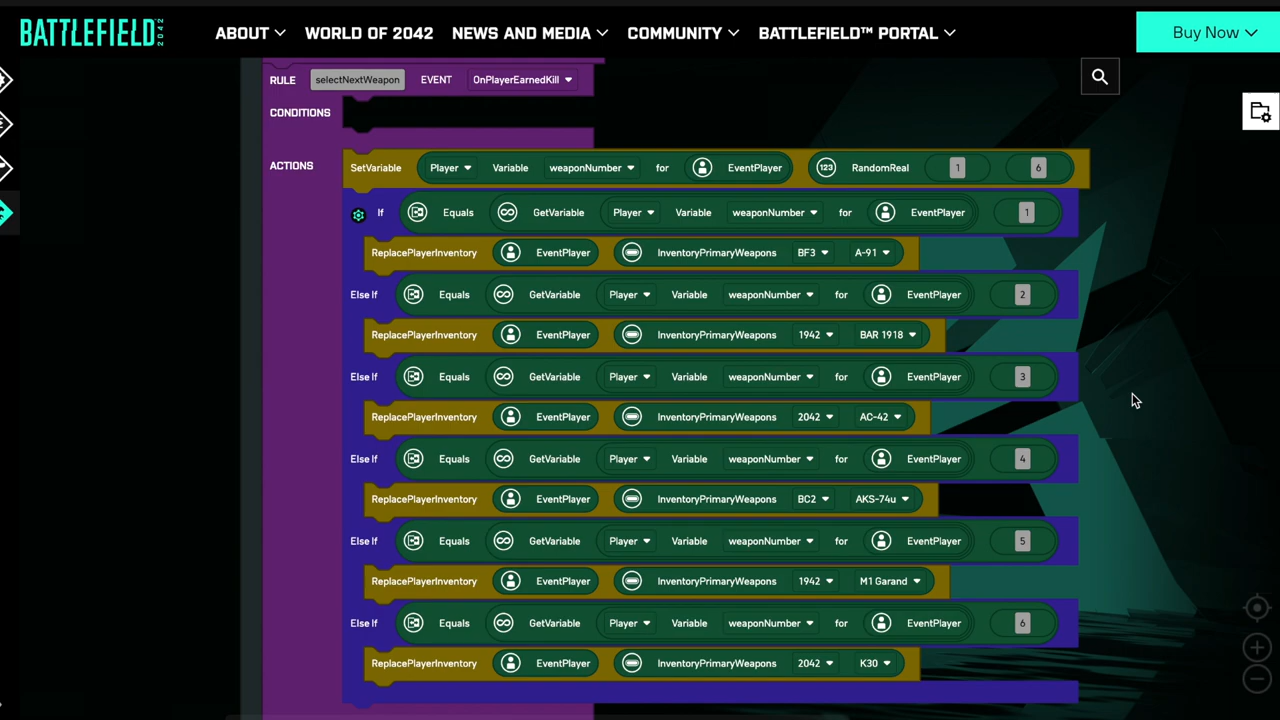 BATTLEFIELD 2042 ABOUT WORLD OF 2042 NEWS AND MEDIA COMMUNITY BATTLEFIELD™ PORTAL Buy Now
RULE selectNextWeapon EVENT OnPlayerEarnedKill
CONDITIONS
ACTIONS SetVariable Player Variable weaponNumber for EventPlayer 123 RandomReal 1 6
If Equals GetVariable Player Variable weaponNumber for EventPlayer 1
ReplacePlayerInventory EventPlayer InventoryPrimaryWeapons BF3 A-91
Else If Equals GetVariable Player Variable weaponNumber for EventPlayer 2
ReplacePlayerInventory EventPlayer InventoryPrimaryWeapons 1942 BAR 1918
Else If Equals GetVariable Player Variable weaponNumber for EventPlayer 3
ReplacePlayerInventory EventPlayer InventoryPrimaryWeapons 2042 AC-42
Else If Equals GetVariable Player Variable weaponNumber for EventPlayer 4
ReplacePlayerInventory EventPlayer InventoryPrimaryWeapons BC2 AKS-74u
Else If Equals GetVariable Player Variable weaponNumber for EventPlayer 5
ReplacePlayerInventory EventPlayer InventoryPrimaryWeapons 1942 M1 Garand
Else If Equals GetVariable Player Variable weaponNumber for EventPlayer 6
ReplacePlayerInventory EventPlayer InventoryPrimaryWeapons 2042 K30